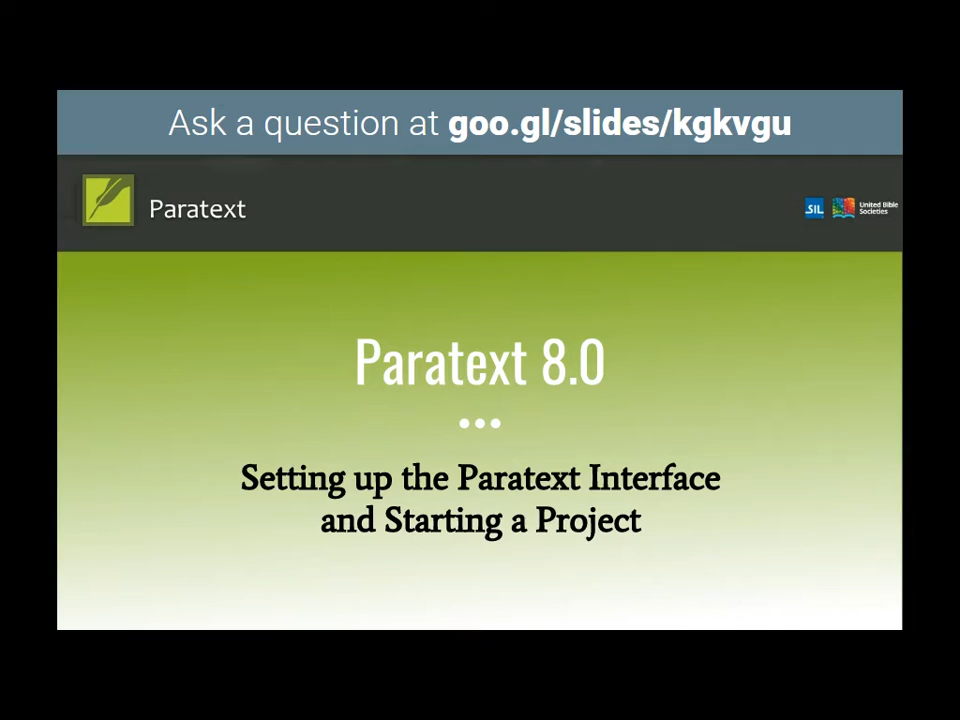 Ask a question at goo.gl/slides/kgkvgu
Paratext
SIL
United Bible
Societies
Paratext 8.0
Setting up the Paratext Interface
and Starting a Project